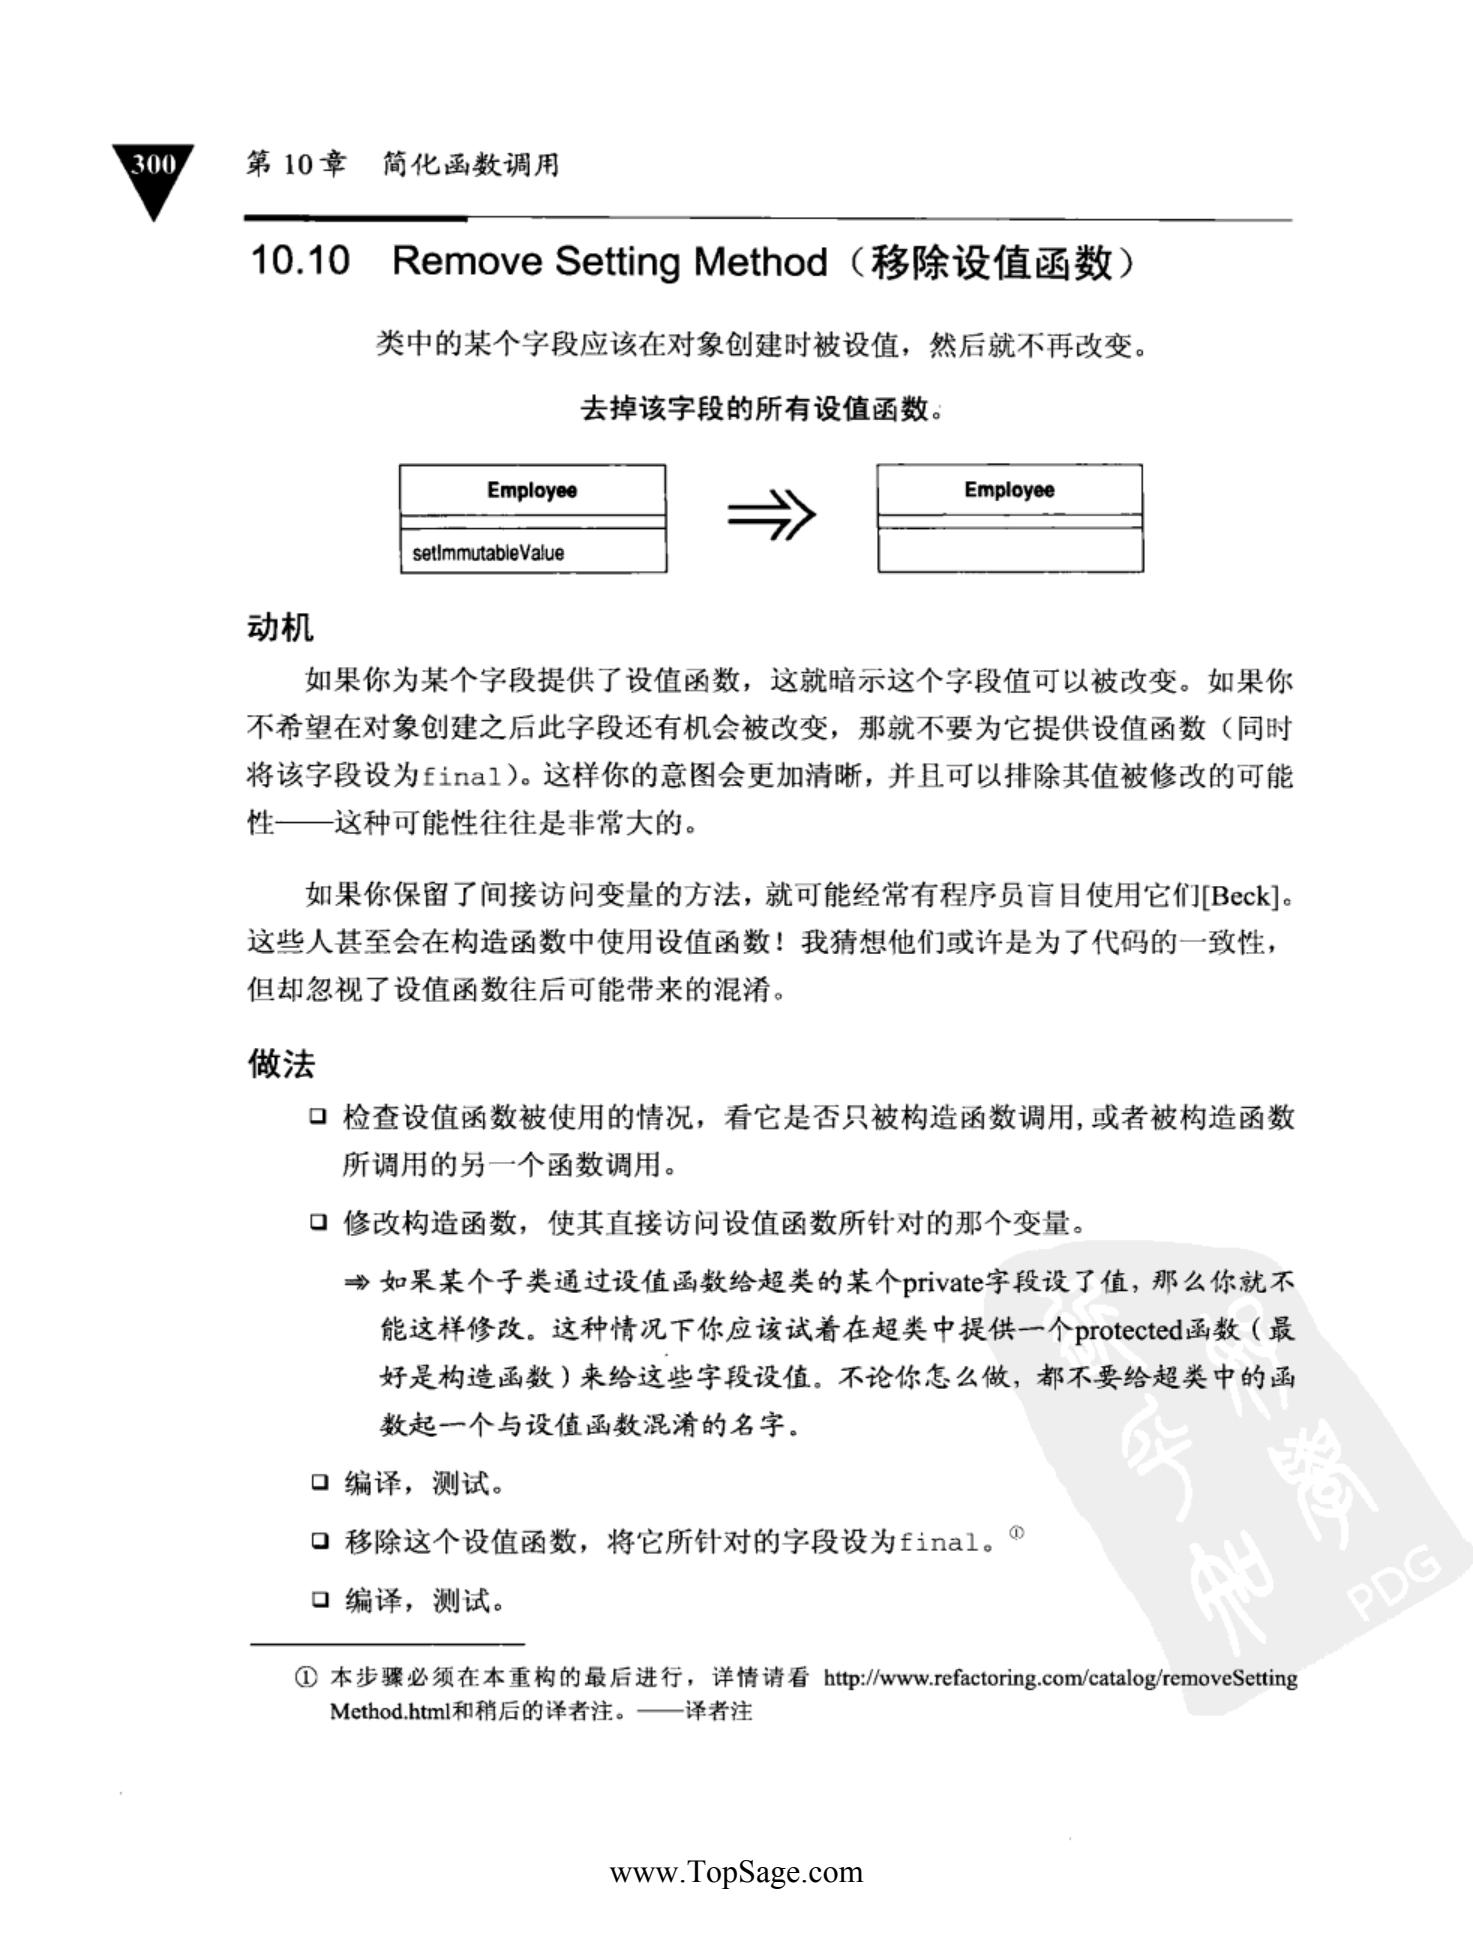 300
第 10 章 简化函数调用
10.10 Remove Setting Method（移除设值函数）
类中的某个字段应该在对象创建时被设值，然后就不再改变。
去掉该字段的所有设值函数。
Employee
setImmutableValue
Employee
动机
如果你为某个字段提供了设值函数，这就暗示这个字段值可以被改变。如果你
不希望在对象创建之后此字段还有机会被改变，那就不要为它提供设值函数（同时
将该字段设为final）。这样你的意图会更加清晰，并且可以排除其值被修改的可能
性——这种可能性往往是非常大的。
如果你保留了间接访问变量的方法，就可能经常有程序员盲目使用它们[Beck]。
这些人甚至会在构造函数中使用设值函数！我猜想他们或许是为了代码的一致性，
但却忽视了设值函数往后可能带来的混淆。
做法
❑ 检查设值函数被使用的情况，看它是否只被构造函数调用,或者被构造函数
所调用的另一个函数调用。
❑ 修改构造函数，使其直接访问设值函数所针对的那个变量。
⇒ 如果某个子类通过设值函数给超类的某个private字段设了值，那么你就不
能这样修改。这种情况下你应该试着在超类中提供一个protected函数（最
好是构造函数）来给这些字段设值。不论你怎么做，都不要给超类中的函
数起一个与设值函数混淆的名字。
❑ 编译，测试。
❑ 移除这个设值函数，将它所针对的字段设为final。①
❑ 编译，测试。
① 本步骤必须在本重构的最后进行，详情请看 http://www.refactoring.com/catalog/removeSetting
Method.html和稍后的译者注。——译者注
PDG
www.TopSage.com